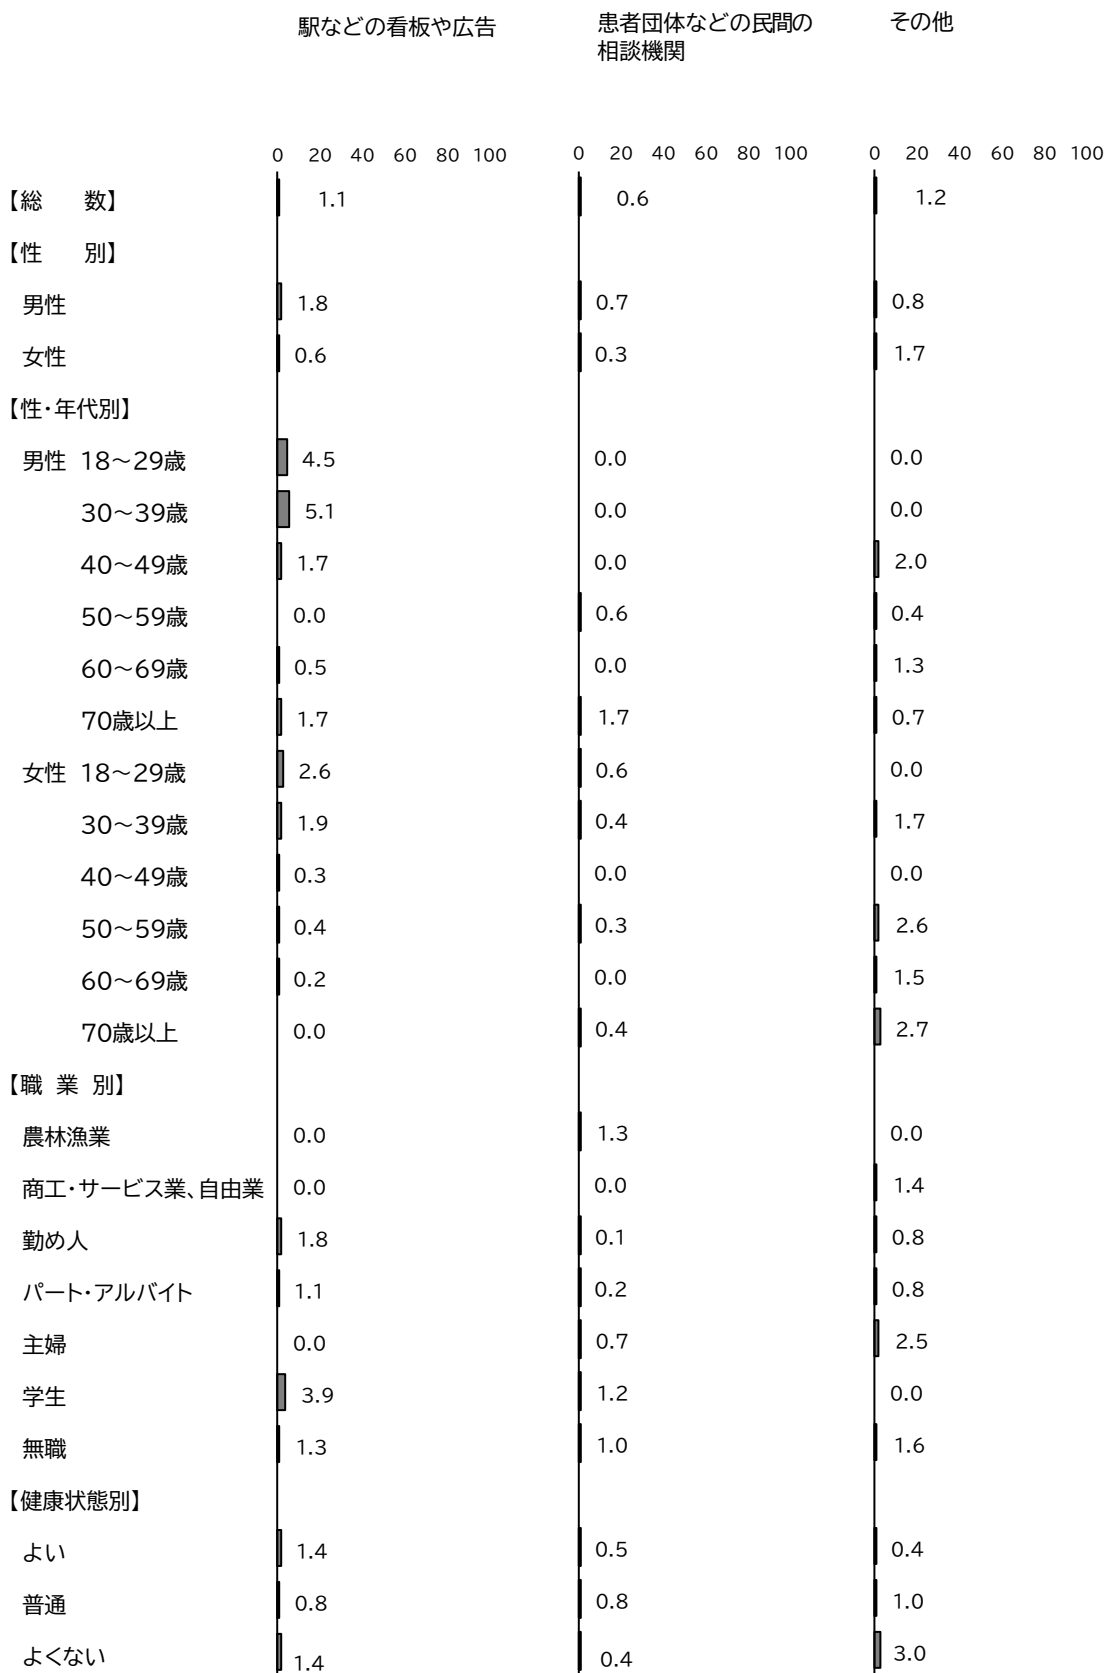 駅などの看板や広告
患者団体などの民間の
相談機関
その他
0 20 40 60 80 100 0 20 40 60 80 100 0 20 40 60 80 100
【総 数】 1.1 0.6 1.2
【性 別】
男性 1.8 0.7 0.8
女性 0.6 0.3 1.7
【性・年代別】
男性 18～29歳 4.5 0.0 0.0
30～39歳 5.1 0.0 0.0
40～49歳 1.7 0.0 2.0
50～59歳 0.0 0.6 0.4
60～69歳 0.5 0.0 1.3
70歳以上 1.7 1.7 0.7
女性 18～29歳 2.6 0.6 0.0
30～39歳 1.9 0.4 1.7
40～49歳 0.3 0.0 0.0
50～59歳 0.4 0.3 2.6
60～69歳 0.2 0.0 1.5
70歳以上 0.0 0.4 2.7
【職 業 別】
農林漁業 0.0 1.3 0.0
商工・サービス業、自由業 0.0 0.0 1.4
勤め人 1.8 0.1 0.8
パート・アルバイト 1.1 0.2 0.8
主婦 0.0 0.7 2.5
学生 3.9 1.2 0.0
無職 1.3 1.0 1.6
【健康状態別】
よい 1.4 0.5 0.4
普通 0.8 0.8 1.0
よくない 1.4 0.4 3.0